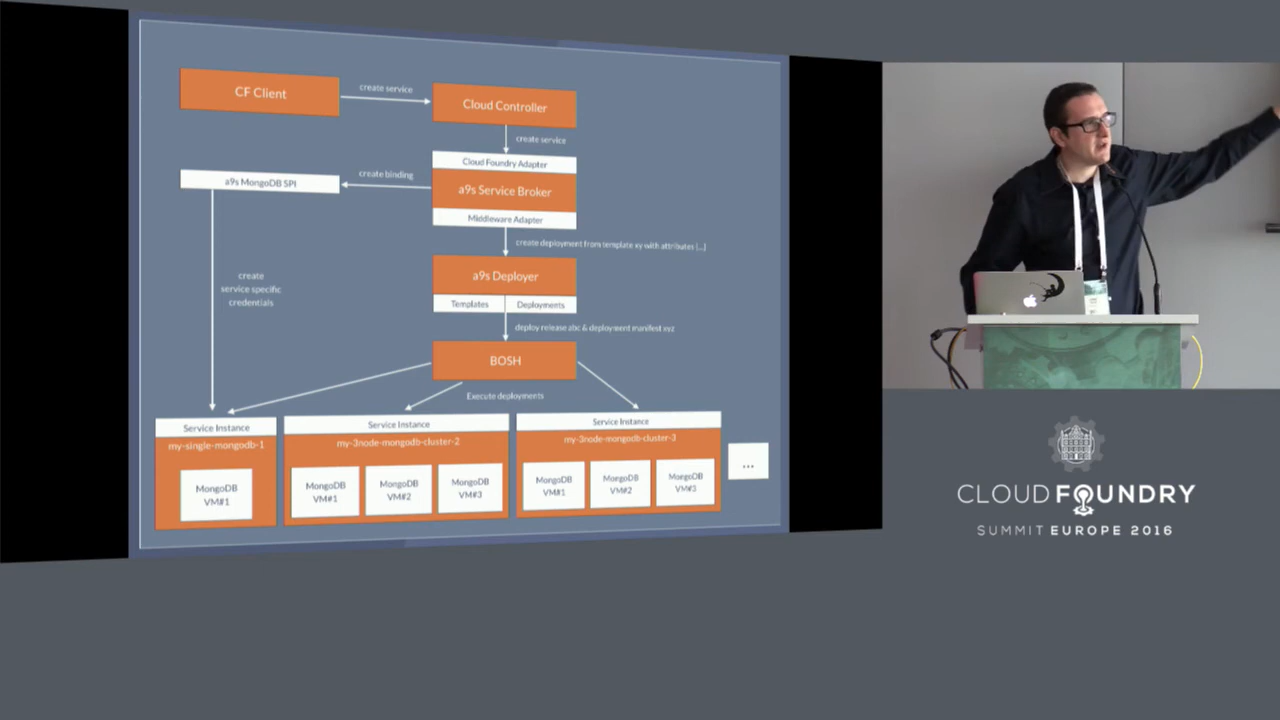 CF Client
create service
Cloud Controller
create service
Cloud Foundry Adapter
a9s MongoDB SPI
create binding
a9s Service Broker
Middleware Adapter
create deployment from template xy with attributes [...]
a9s Deployer
create
service specific
credentials
Templates
Deployments
deploy release abc & deployment manifest xyz
BOSH
Execute deployments
Service Instance
my-single-mongodb-1
MongoDB
VM#1
Service Instance
my-3node-mongodb-cluster-2
MongoDB
VM#1
MongoDB
VM#2
MongoDB
VM#3
Service Instance
my-3node-mongodb-cluster-3
MongoDB
VM#1
MongoDB
VM#2
MongoDB
VM#3
...
CLOUD FOUNDRY
SUMMIT EUROPE 2016